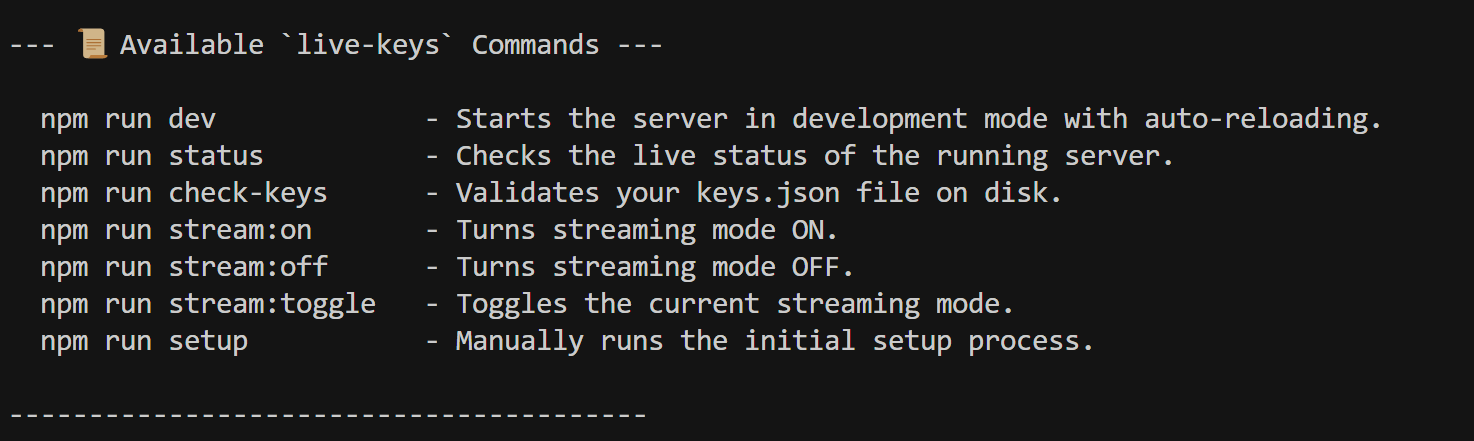 --- 📜 Available `live-keys` Commands ---
npm run dev - Starts the server in development mode with auto-reloading.
npm run status - Checks the live status of the running server.
npm run check-keys - Validates your keys.json file on disk.
npm run stream:on - Turns streaming mode ON.
npm run stream:off - Turns streaming mode OFF.
npm run stream:toggle - Toggles the current streaming mode.
npm run setup - Manually runs the initial setup process.
----------------------------------------